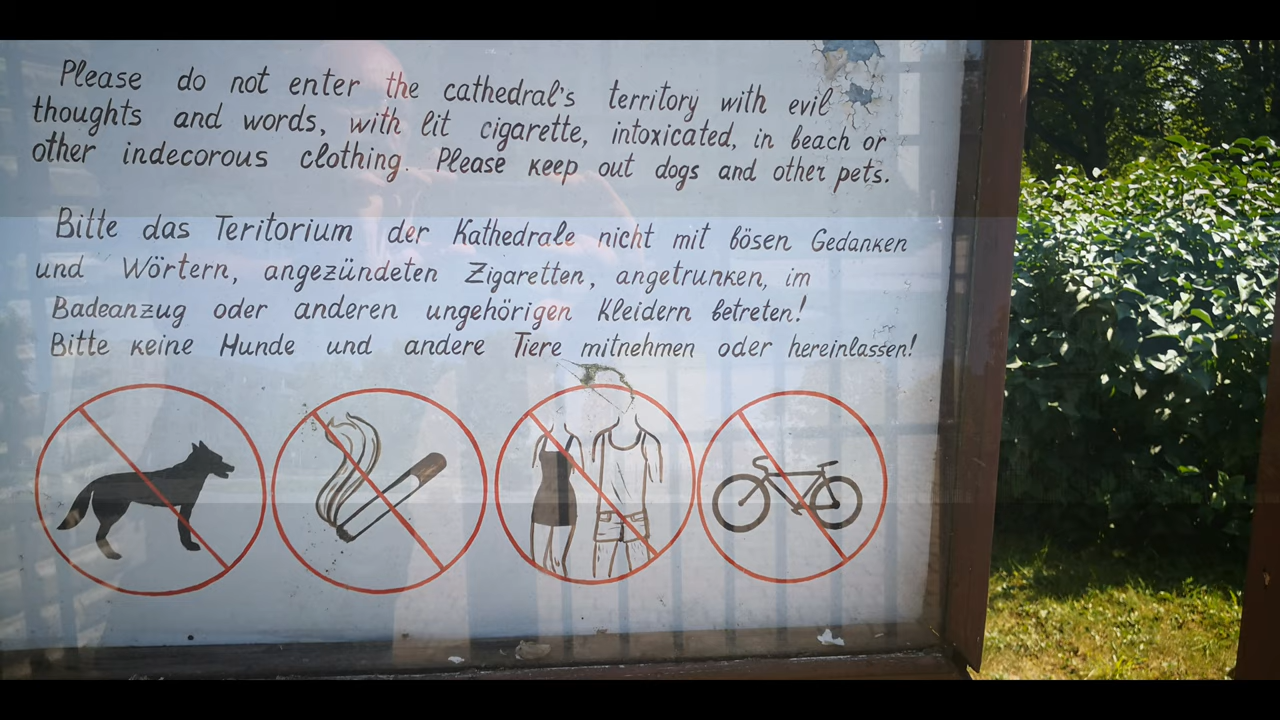 Please do not enter the cathedral's territory with evil
thoughts and words, with lit cigarette, intoxicated, in beach or
other indecorous clothing. Please keep out dogs and other pets.
Bitte das Teritorium der Kathedrale nicht mit bösen Gedanken
und Wörtern, angezündeten Zigaretten, angetrunken, im
Badeanzug oder anderen ungehörigen Kleidern betreten!
Bitte keine Hunde und andere Tiere mitnehmen oder hereinlassen!